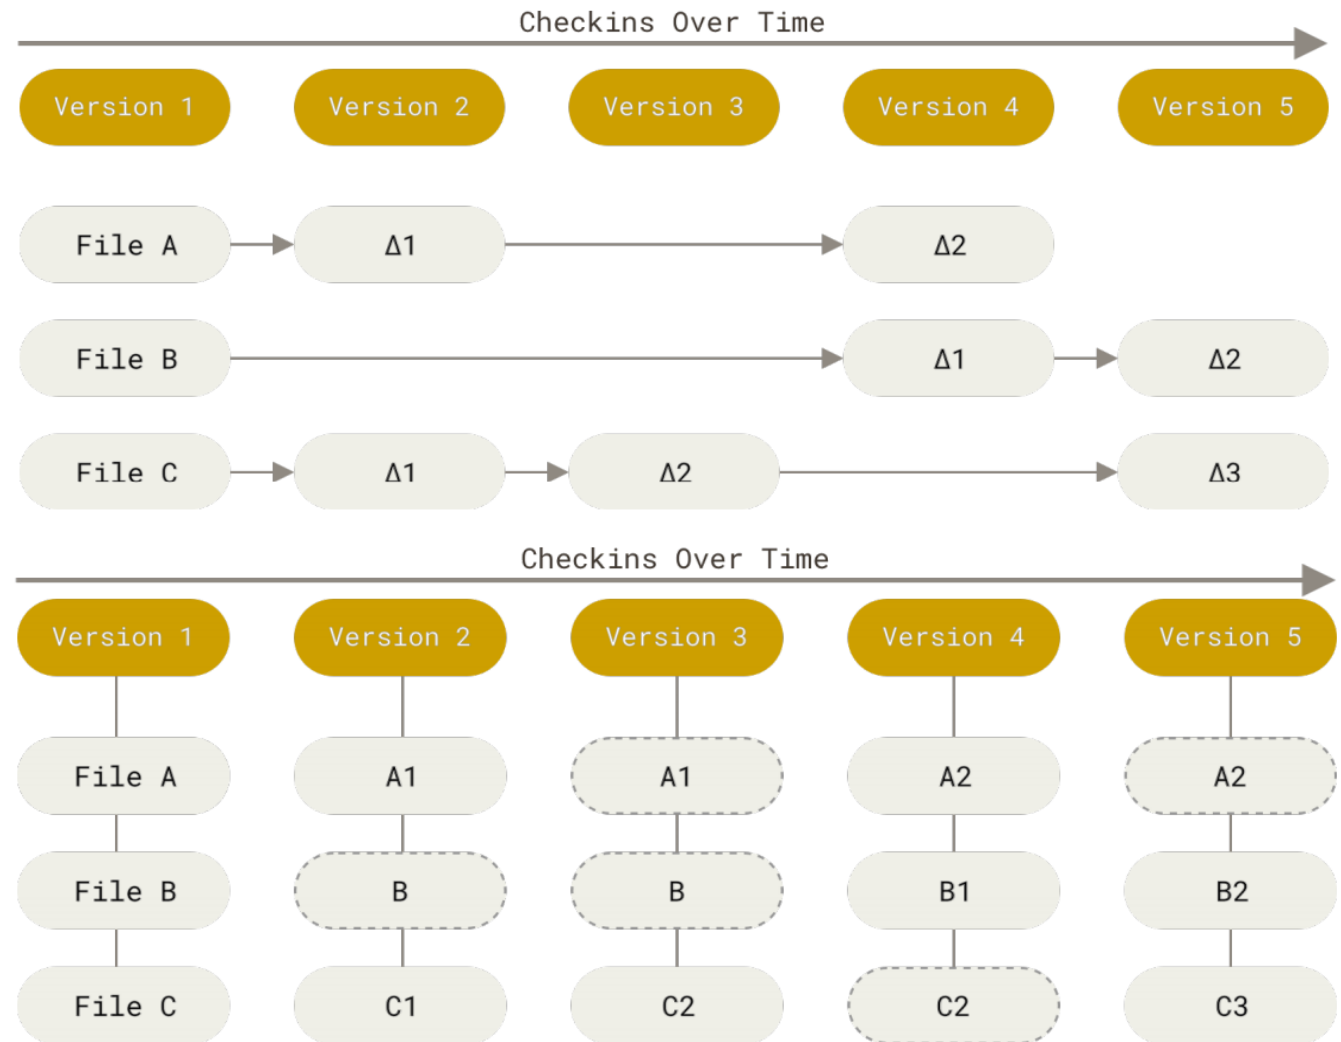 Checkins Over Time
Version 1 Version 2 Version 3 Version 4 Version 5
File A Δ1 Δ2
File B Δ1 Δ2
File C Δ1 Δ2 Δ3
Checkins Over Time
Version 1 Version 2 Version 3 Version 4 Version 5
File A A1 A1 A2 A2
File B B B B1 B2
File C C1 C2 C2 C3